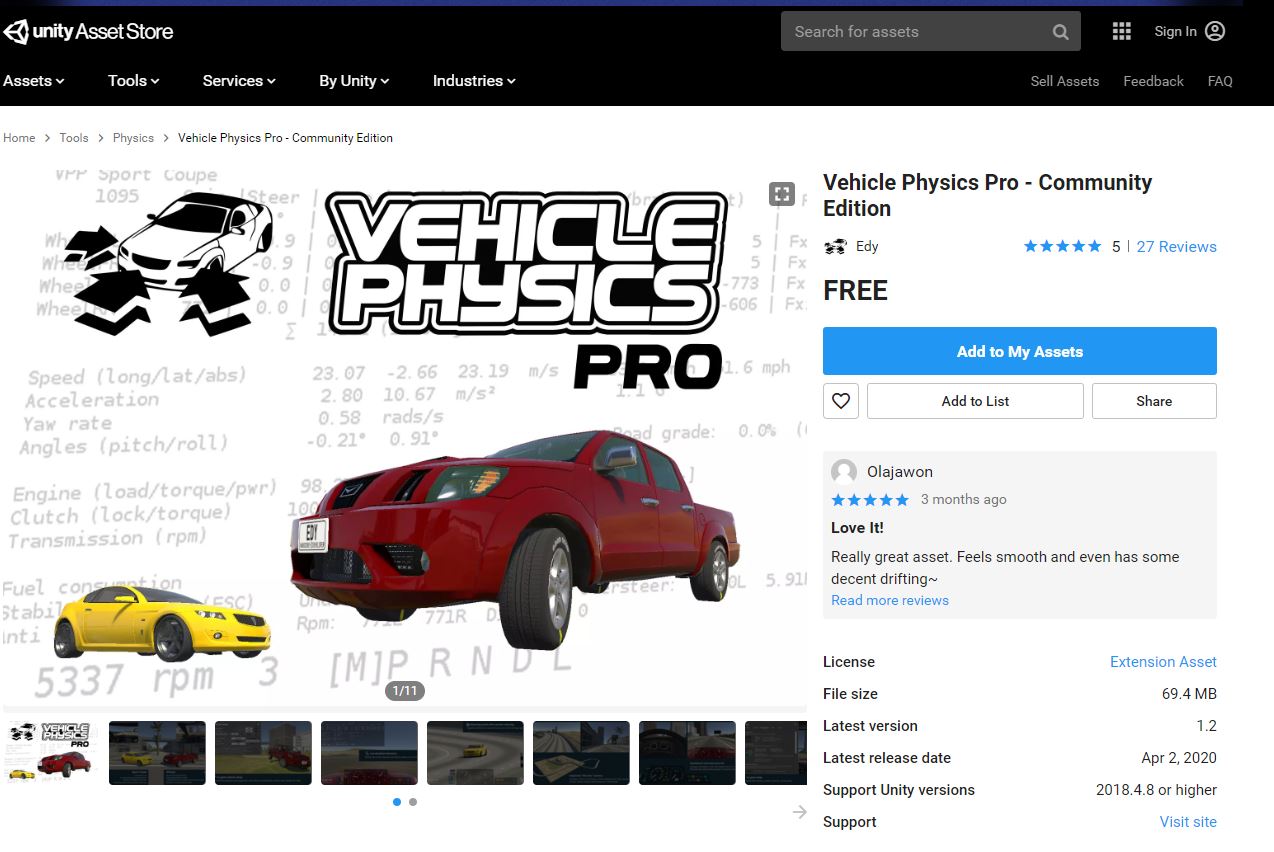 unity Asset Store
Search for assets
Sign In
Assets
Tools
Services
By Unity
Industries
Sell Assets
Feedback
FAQ
Home > Tools > Physics > Vehicle Physics Pro - Community Edition
VPP Sport Coupe
1095
Steer |
VEHICLE
PHYSICS
PRO
Speed (long/lat/abs) 23.07 -2.66 23.19 m/s
1.6 mph
Acceleration 2.80 10.67 m/s²
Yaw rate 0.58 rads/s
Angles (pitch/roll) -0.21° 0.91°
Road grade: 0.0%
Engine (load/torque/pwr) 98.
Clutch (lock/torque)
Transmission (rpm)
EDY
Fuel consumption
(ESC)
Rpm: 771R
5337 rpm 3 [M]P R N D L
1/11
Vehicle Physics Pro - Community
Edition
Edy
5 | 27 Reviews
FREE
Add to My Assets
Add to List
Share
Olajawon
3 months ago
Love It!
Really great asset. Feels smooth and even has some
decent drifting~
Read more reviews
License Extension Asset
File size 69.4 MB
Latest version 1.2
Latest release date Apr 2, 2020
Support Unity versions 2018.4.8 or higher
Support Visit site